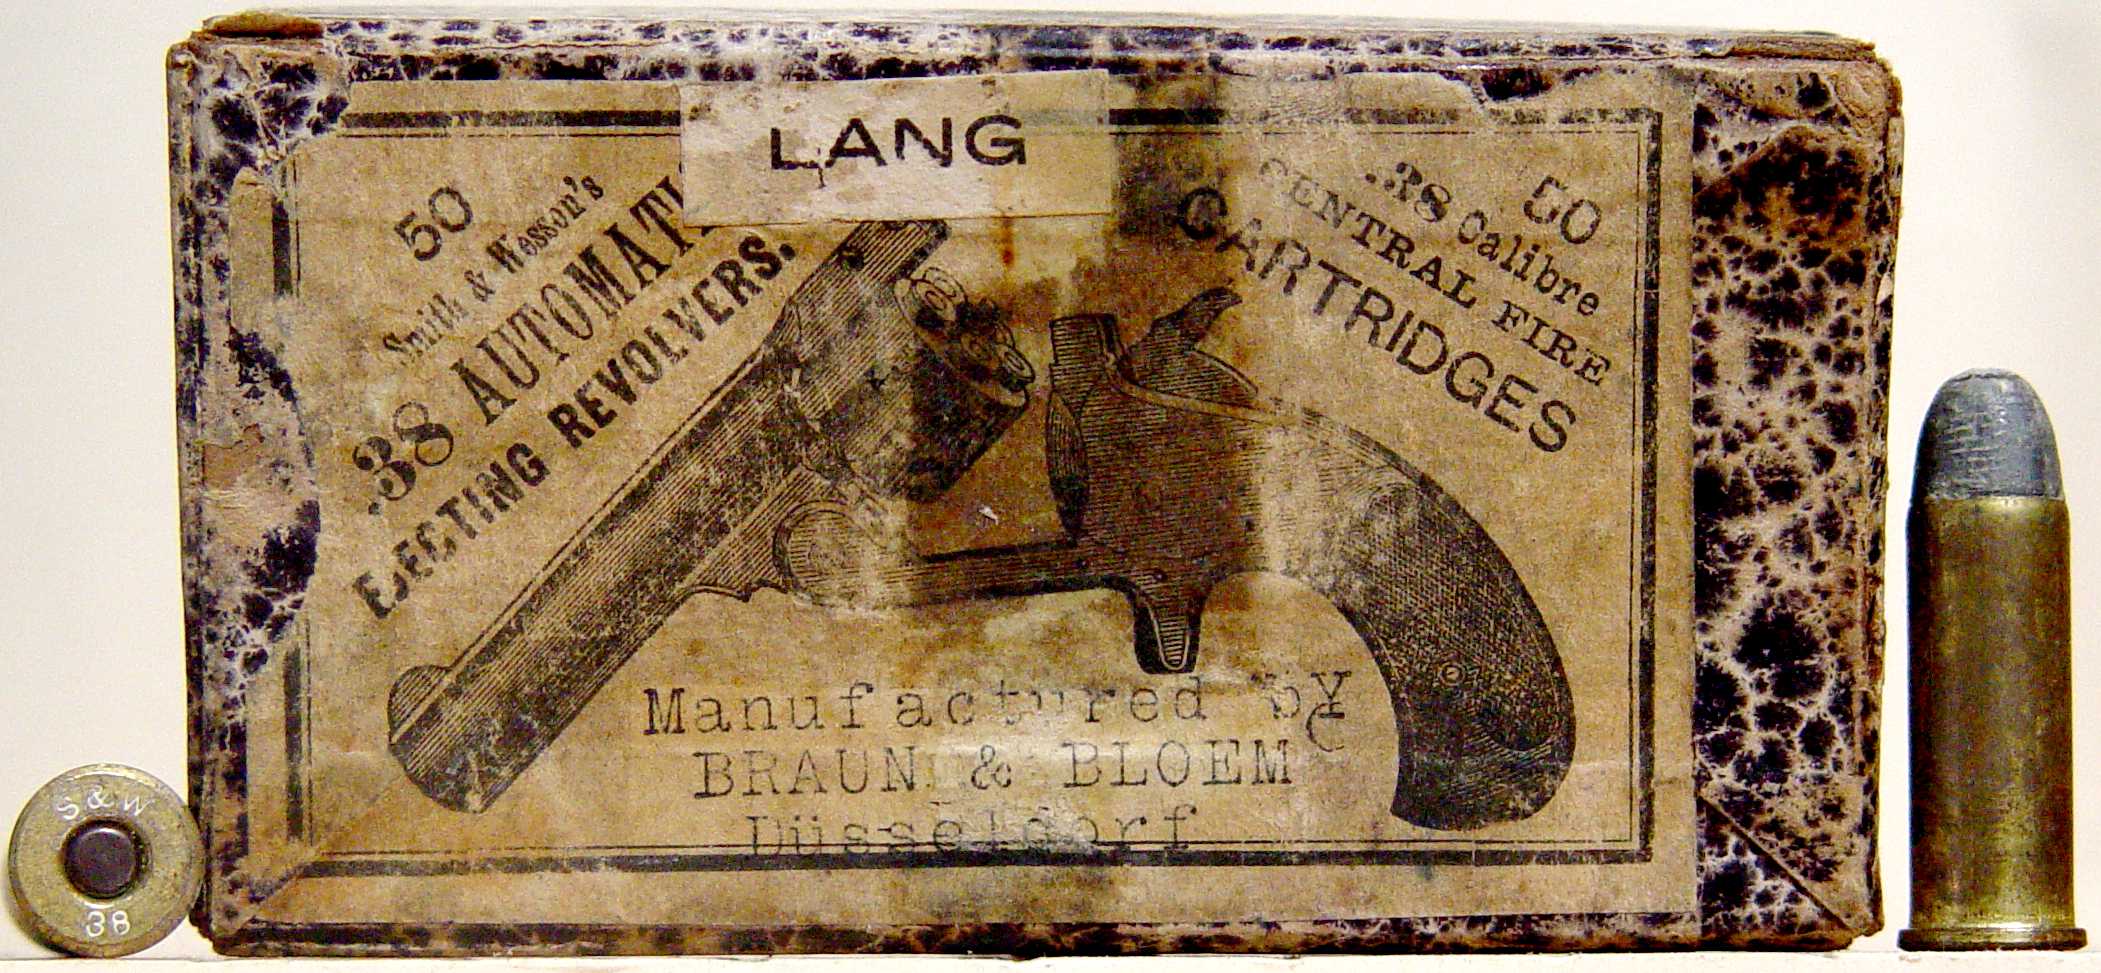 LANG
50
Smith & Wesson's
.38 AUTOMATI
EJECTING REVOLVERS.
50
.38 Calibre
CENTRAL FIRE
CARTRIDGES
Manufactured by
BRAUN & BLOEM
Düsseldorf
S & W
38